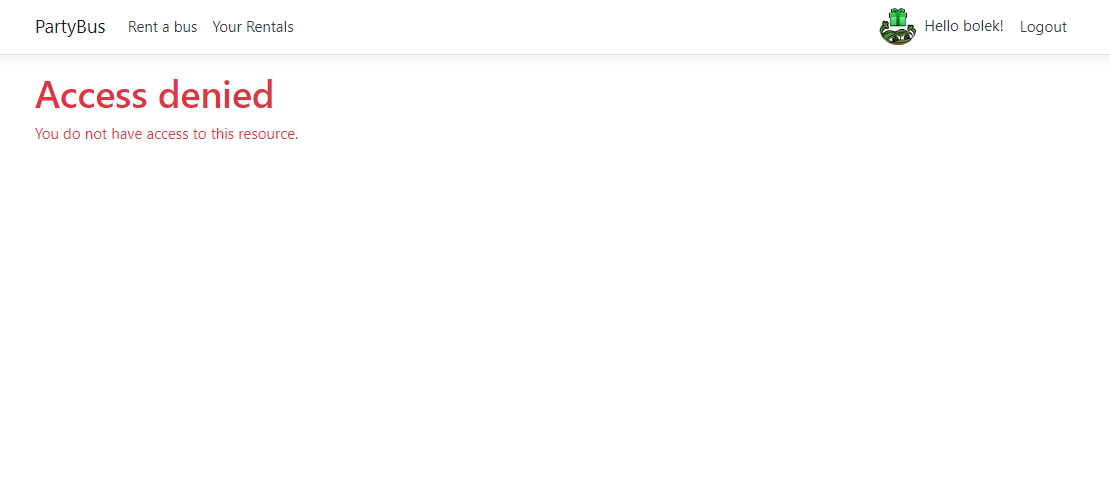 PartyBus Rent a bus Your Rentals Hello bolek! Logout
Access denied
You do not have access to this resource.